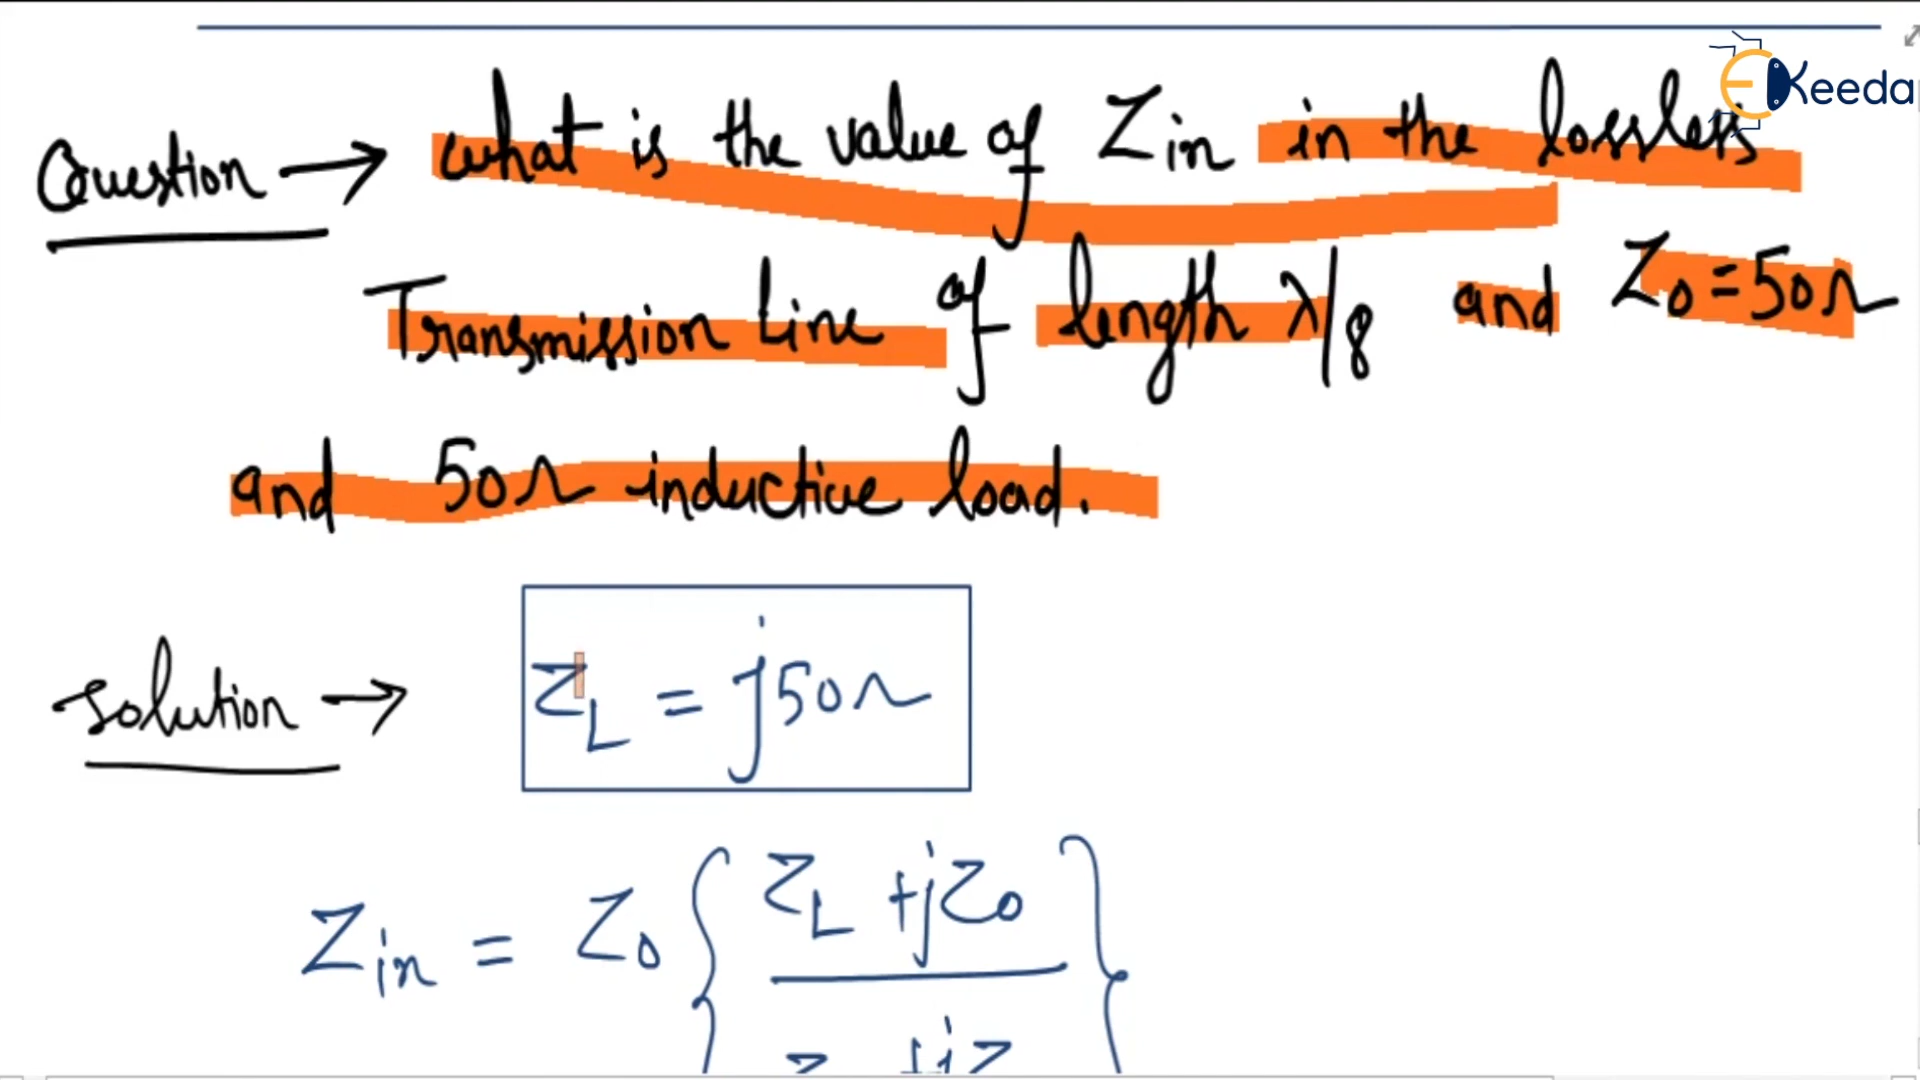 EKeeda
Question → what is the value of Zin in the lossless
Transmission Line of length λ/8 and Z0 = 50Ω
and 50Ω inductive load.
Solution → ZL = j50Ω
Zin = Z0 { ZL + jZ0